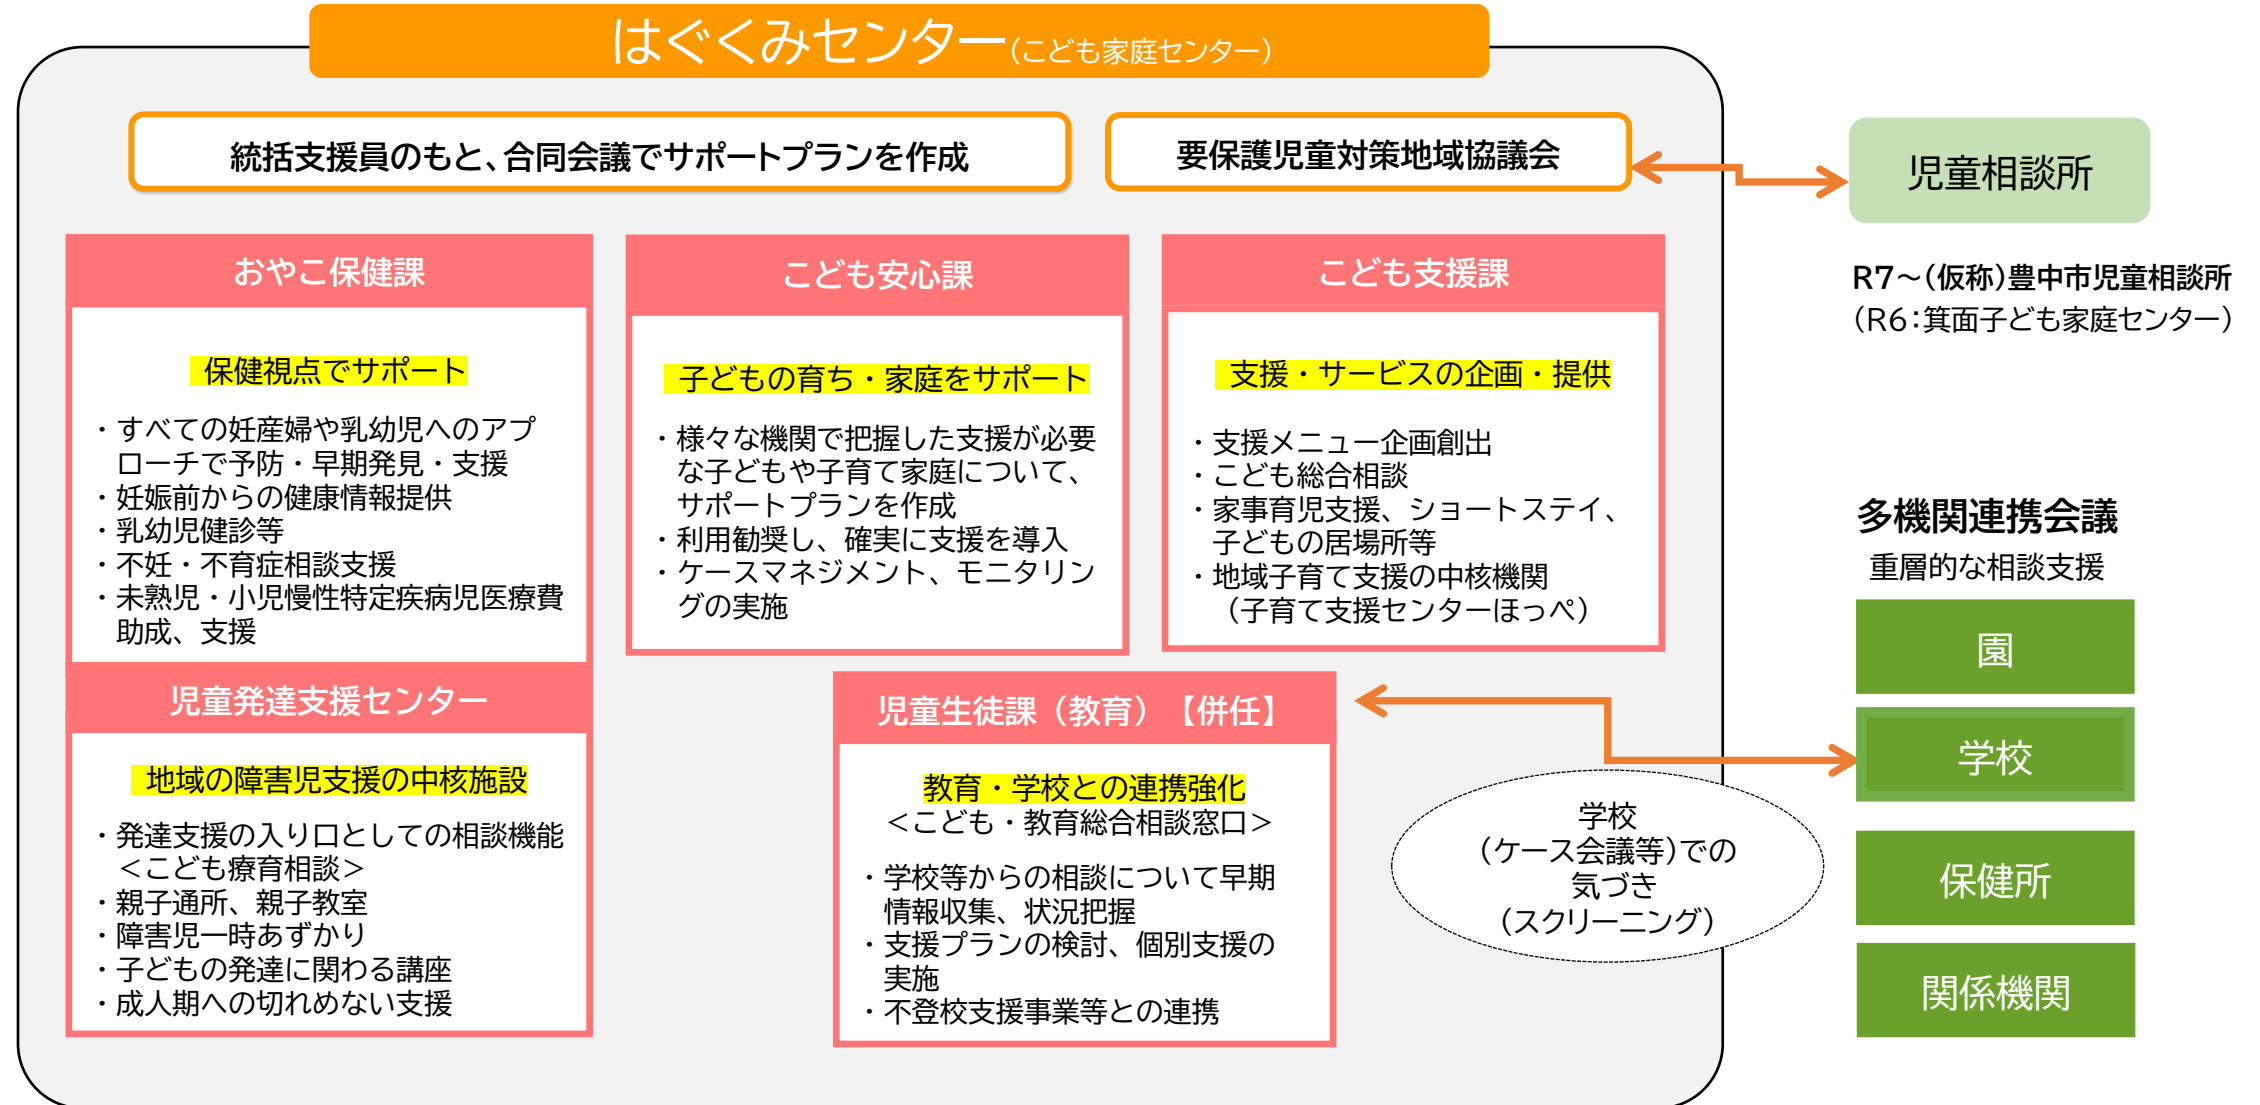 はぐくみセンター(こども家庭センター)
統括支援員のもと、合同会議でサポートプランを作成
要保護児童対策地域協議会
児童相談所
R7～(仮称)豊中市児童相談所
(R6:箕面子ども家庭センター)
おやこ保健課
保健視点でサポート
・すべての妊産婦や乳幼児へのアプ
ローチで予防・早期発見・支援
・妊娠前からの健康情報提供
・乳幼児健診等
・不妊・不育症相談支援
・未熟児・小児慢性特定疾病児医療費
助成、支援
こども安心課
子どもの育ち・家庭をサポート
・様々な機関で把握した支援が必要
な子どもや子育て家庭について、
サポートプランを作成
・利用勧奨し、確実に支援を導入
・ケースマネジメント、モニタリン
グの実施
こども支援課
支援・サービスの企画・提供
・支援メニュー企画創出
・こども総合相談
・家事育児支援、ショートステイ、
子どもの居場所等
・地域子育て支援の中核機関
（子育て支援センターほっぺ）
児童発達支援センター
地域の障害児支援の中核施設
・発達支援の入り口としての相談機能
＜こども療育相談＞
・親子通所、親子教室
・障害児一時あずかり
・子どもの発達に関わる講座
・成人期への切れめない支援
児童生徒課（教育）【併任】
教育・学校との連携強化
＜こども・教育総合相談窓口＞
・学校等からの相談について早期
情報収集、状況把握
・支援プランの検討、個別支援の
実施
・不登校支援事業等との連携
学校
(ケース会議等)での
気づき
(スクリーニング)
多機関連携会議
重層的な相談支援
園
学校
保健所
関係機関